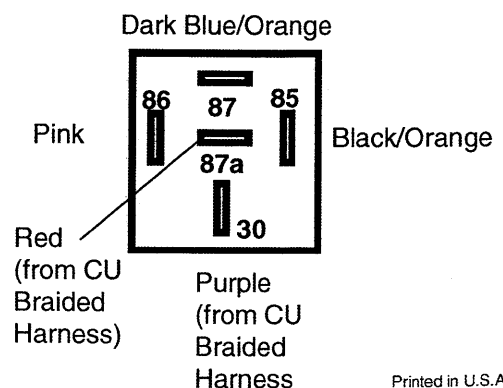 Dark Blue/Orange
86
87
85
Pink
Black/Orange
87a
30
Red
(from CU
Braided
Harness)
Purple
(from CU
Braided
Harness
Printed in U.S.A